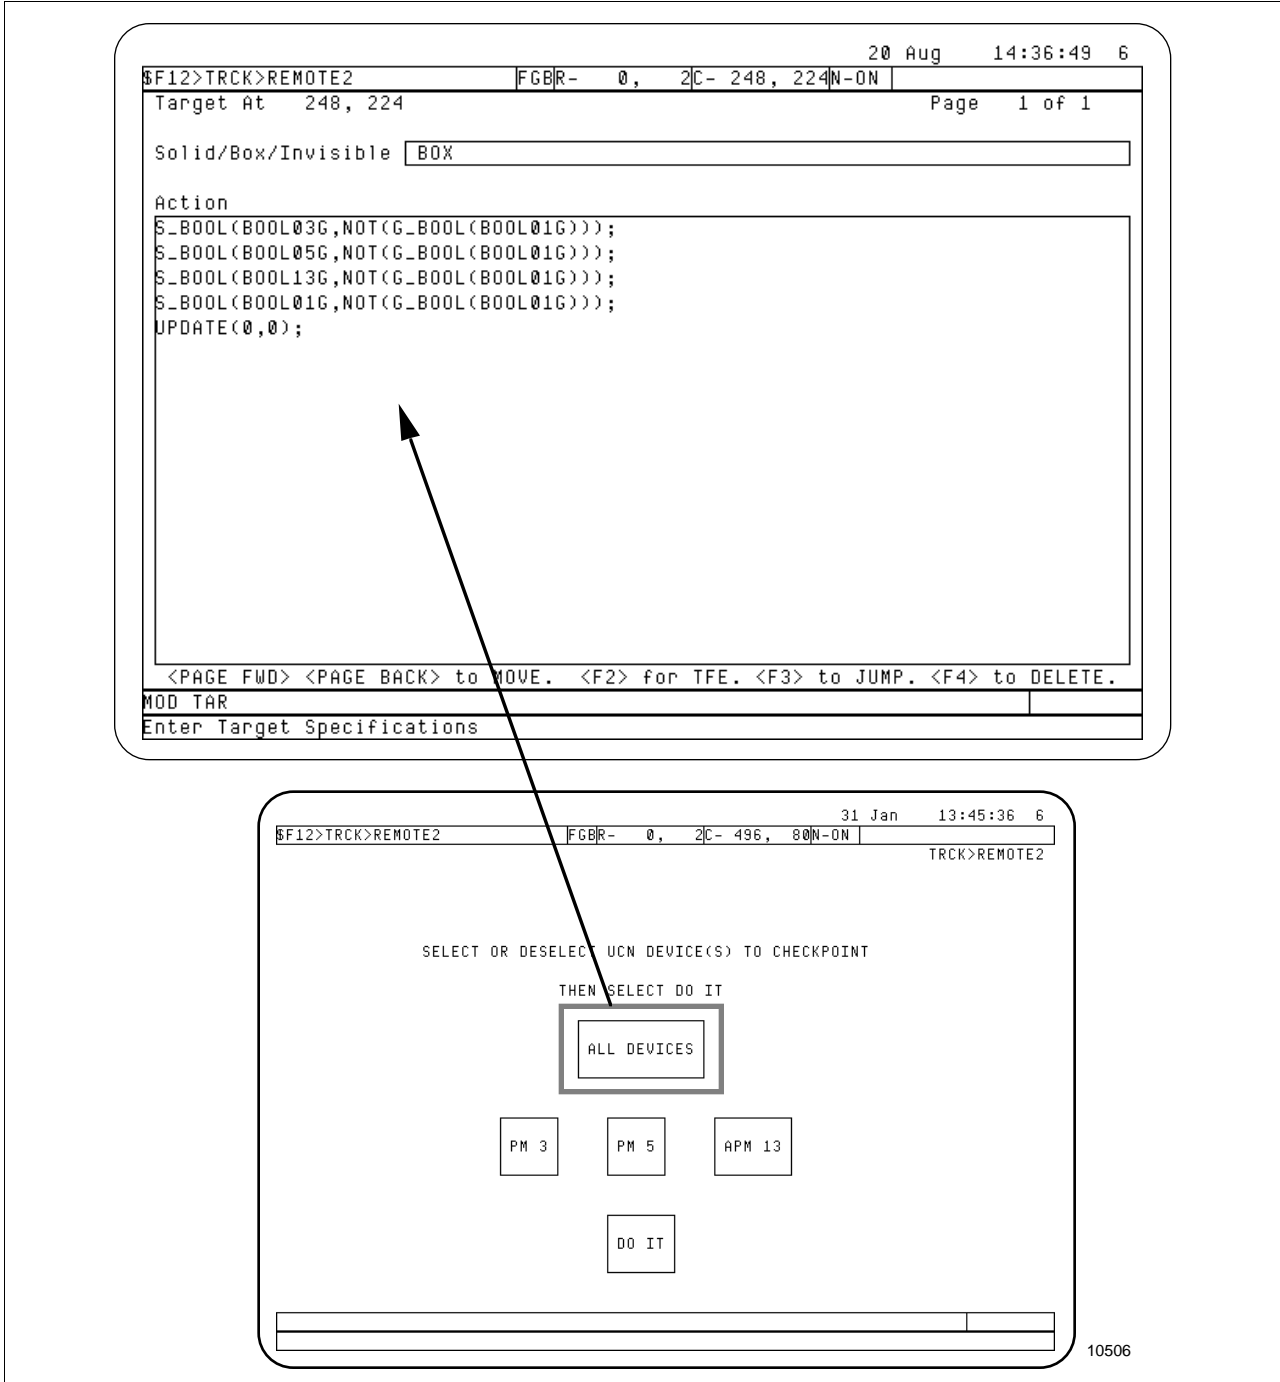 20 Aug 14:36:49 6
$F12>TRCK>REMOTE2 FGB R- 0, 2 C- 248, 224 N-ON
Target At 248, 224 Page 1 of 1
Solid/Box/Invisible BOX
Action
S_BOOL(BOOL03G,NOT(G_BOOL(BOOL01G)));
S_BOOL(BOOL05G,NOT(G_BOOL(BOOL01G)));
S_BOOL(BOOL13G,NOT(G_BOOL(BOOL01G)));
S_BOOL(BOOL01G,NOT(G_BOOL(BOOL01G)));
UPDATE(0,0);
<PAGE FWD> <PAGE BACK> to MOVE. <F2> for TFE. <F3> to JUMP. <F4> to DELETE.
MOD TAR
Enter Target Specifications
31 Jan 13:45:36 6
$F12>TRCK>REMOTE2 FGB R- 0, 2 C- 496, 80 N-ON
TRCK>REMOTE2
SELECT OR DESELECT UCN DEVICE(S) TO CHECKPOINT
THEN SELECT DO IT
ALL DEVICES
PM 3 PM 5 APM 13
DO IT
10506